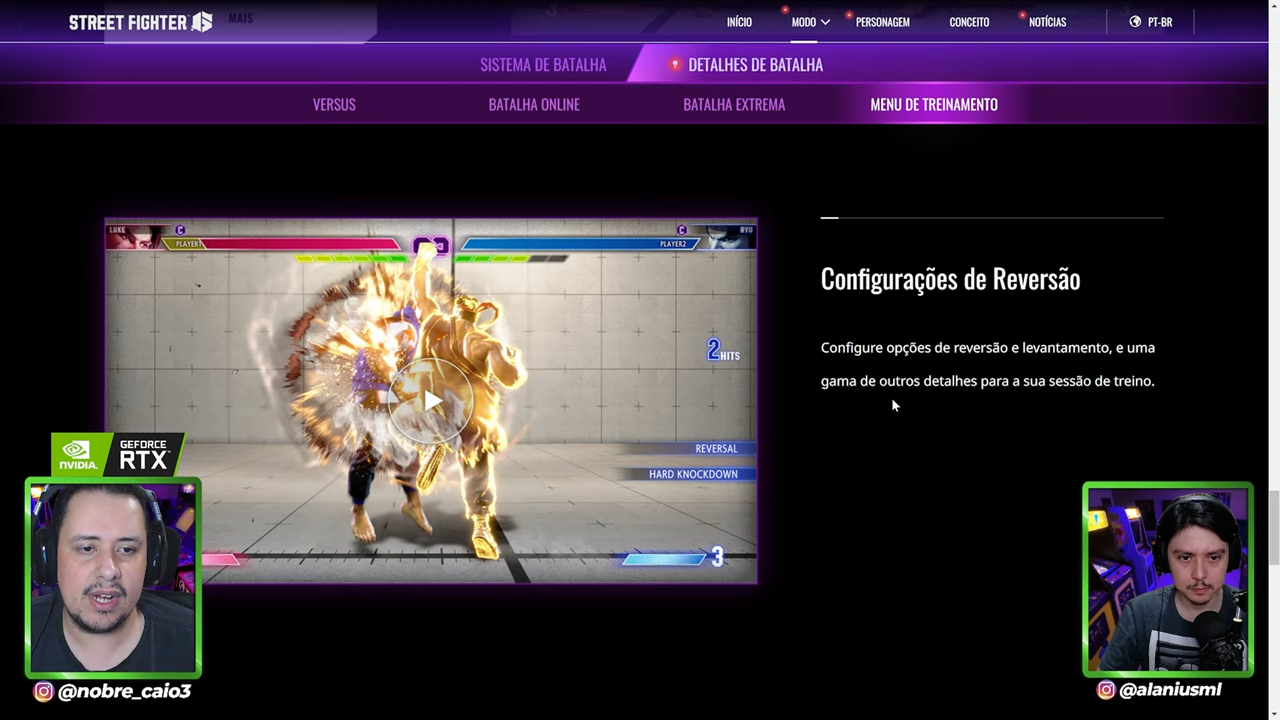 STREET FIGHTER 6
MAIS
INÍCIO
MODO
PERSONAGEM
CONCEITO
NOTÍCIAS
PT-BR
SISTEMA DE BATALHA
DETALHES DE BATALHA
VERSUS
BATALHA ONLINE
BATALHA EXTREMA
MENU DE TREINAMENTO
LUKE
C
PLAYER1
C
PLAYER2
RYU
2 HITS
REVERSAL
HARD KNOCKDOWN
3
Configurações de Reversão
Configure opções de reversão e levantamento, e uma
gama de outros detalhes para a sua sessão de treino.
NVIDIA.
GEFORCE
RTX
@nobre_caio3
@alaniusml